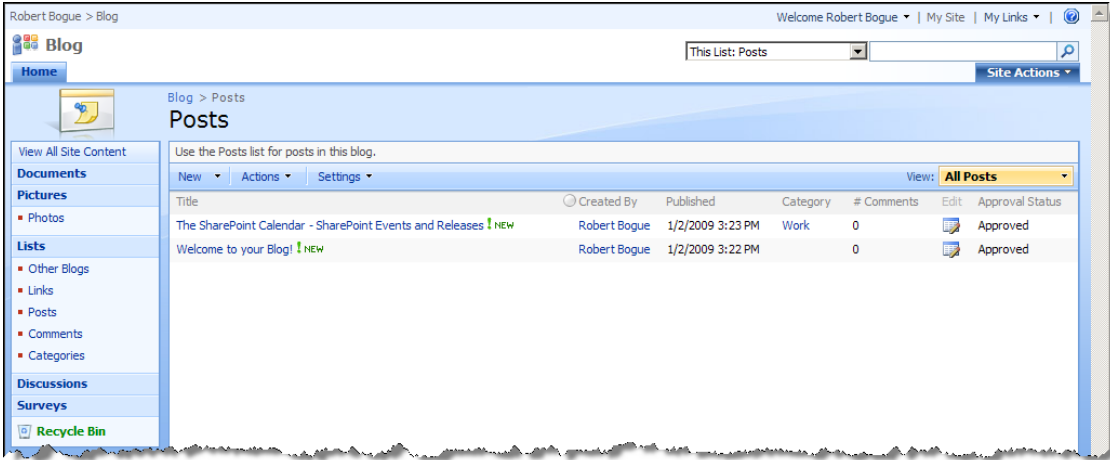 Robert Bogue > Blog
Welcome Robert Bogue | My Site | My Links |
Blog
This List: Posts
Home
Site Actions
Blog > Posts
Posts
View All Site Content
Documents
Pictures
Photos
Lists
Other Blogs
Links
Posts
Comments
Categories
Discussions
Surveys
Recycle Bin
Use the Posts list for posts in this blog.
New Actions Settings View: All Posts
Title Created By Published Category # Comments Edit Approval Status
The SharePoint Calendar - SharePoint Events and Releases ! NEW Robert Bogue 1/2/2009 3:23 PM Work 0 Approved
Welcome to your Blog! ! NEW Robert Bogue 1/2/2009 3:22 PM 0 Approved